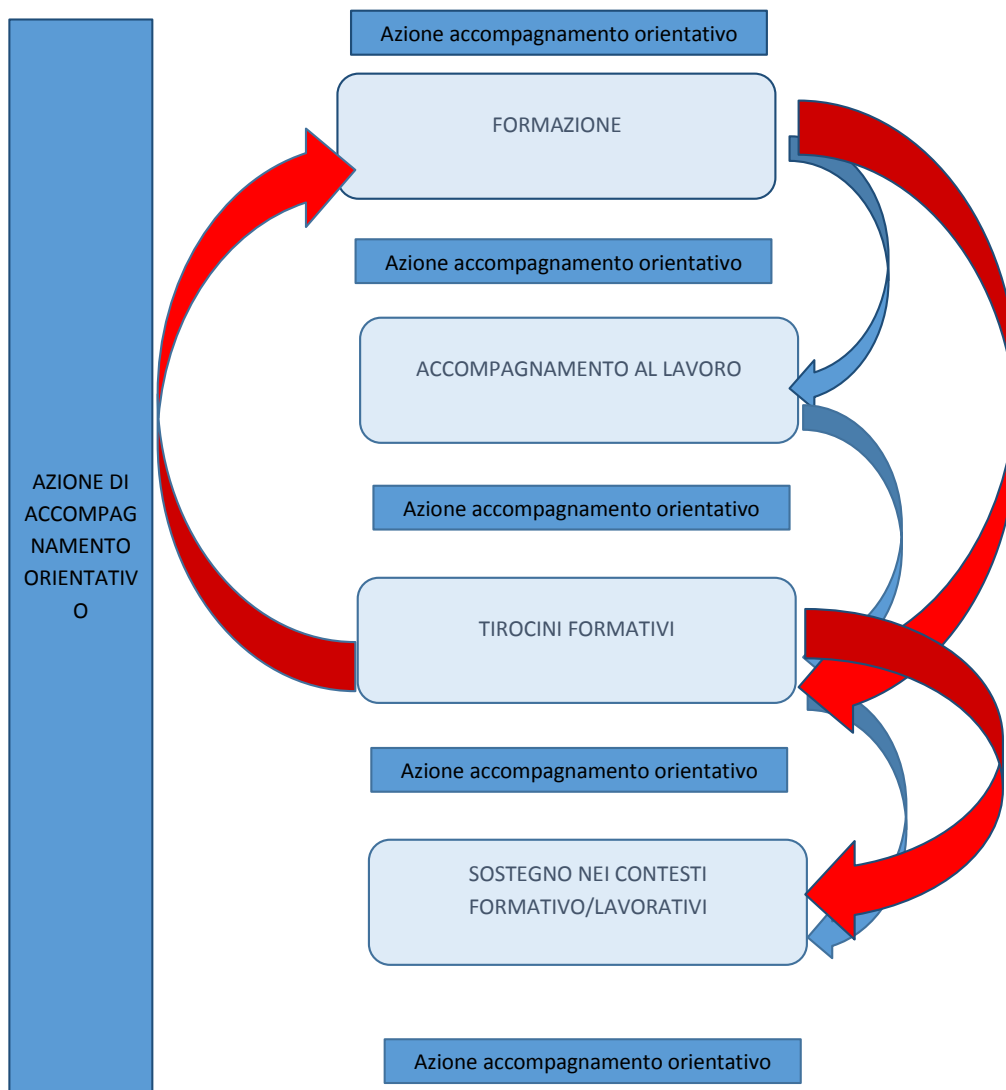 Azione accompagnamento orientativo
FORMAZIONE
Azione accompagnamento orientativo
ACCOMPAGNAMENTO AL LAVORO
AZIONE DI
ACCOMPAG
NAMENTO
ORIENTATIV
O
Azione accompagnamento orientativo
TIROCINI FORMATIVI
Azione accompagnamento orientativo
SOSTEGNO NEI CONTESTI
FORMATIVO/LAVORATIVI
Azione accompagnamento orientativo